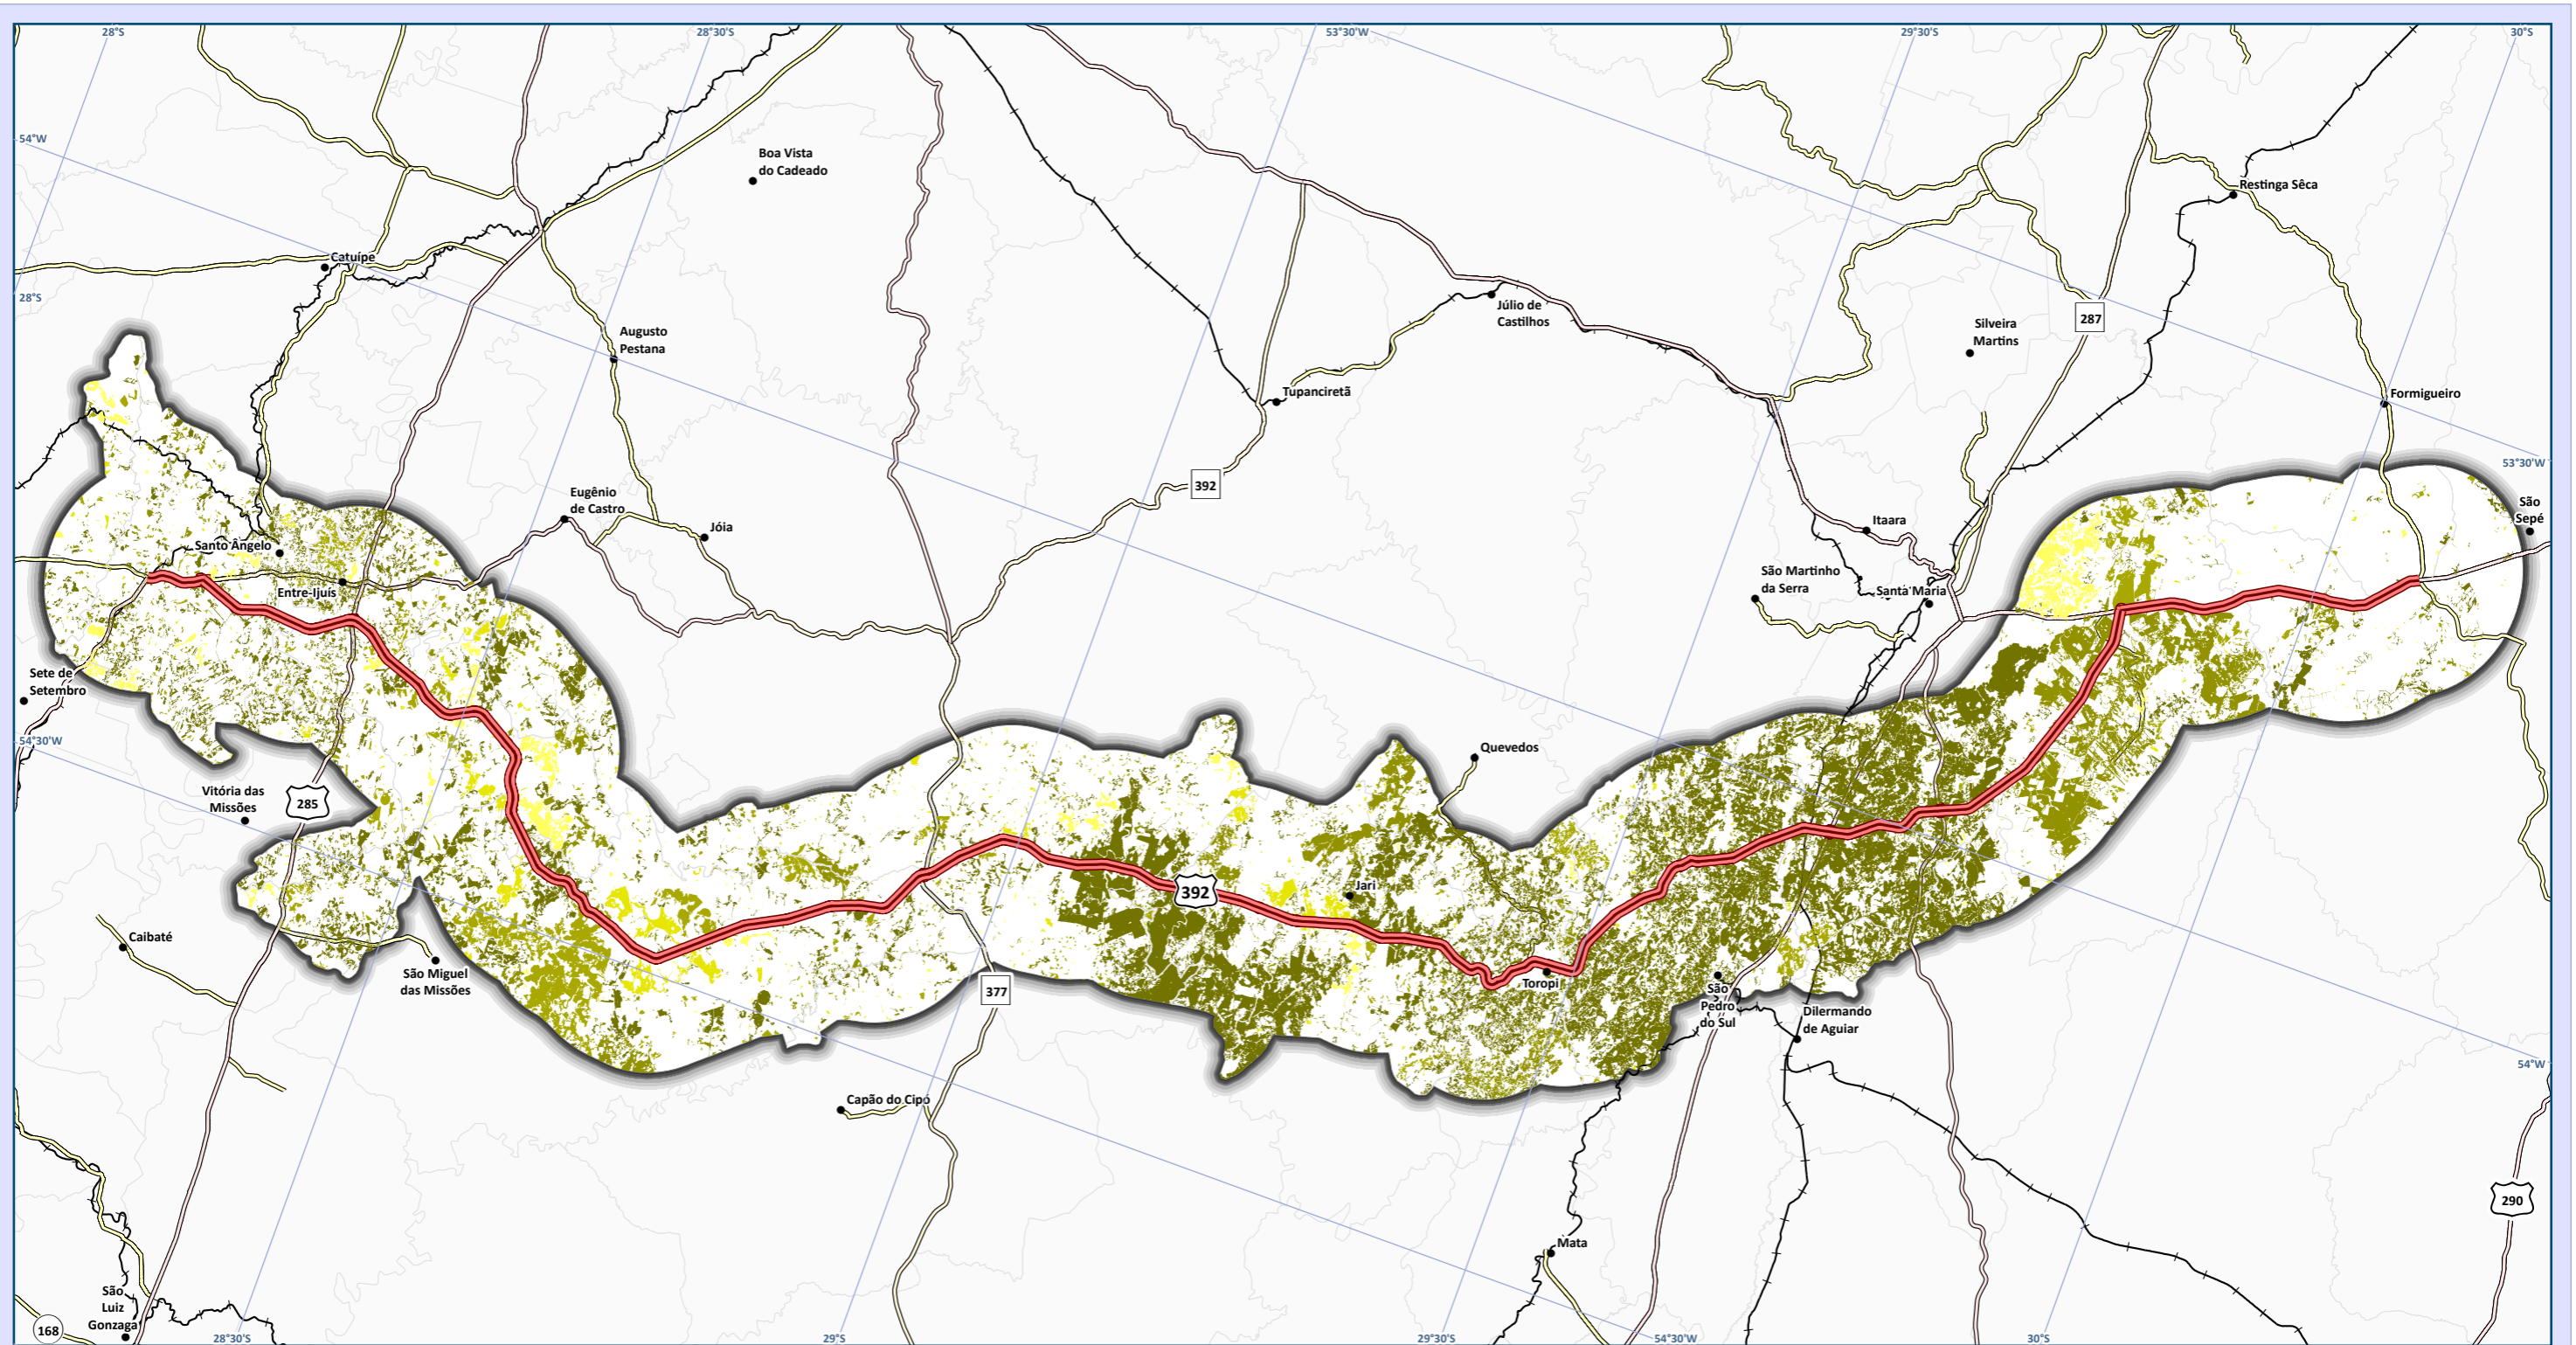 28°S
28°30'S
53°30'W
29°30'S
30°S
54°W
Boa Vista
do Cadeado
Restinga Sêca
Catuípe
28°S
Júlio de
Castilhos
287
Augusto
Pestana
Silveira
Martins
Tupanciretã
Formigueiro
53°30'W
392
Eugênio
de Castro
Jóia
Itaara
São
Sepé
Santo Ângelo
São Martinho
da Serra
Santa Maria
Entre-Ijuís
Sete de
Setembro
54°30'W
Quevedos
Vitória das
Missões
285
392
Jari
Caibaté
São Miguel
das Missões
377
Toropi
São
Pedro
do Sul
Dilermando
de Aguiar
54°W
Capão do Cipó
290
Mata
São
Luiz
Gonzaga
168
28°30'S
29°S
29°30'S
54°30'W
30°S